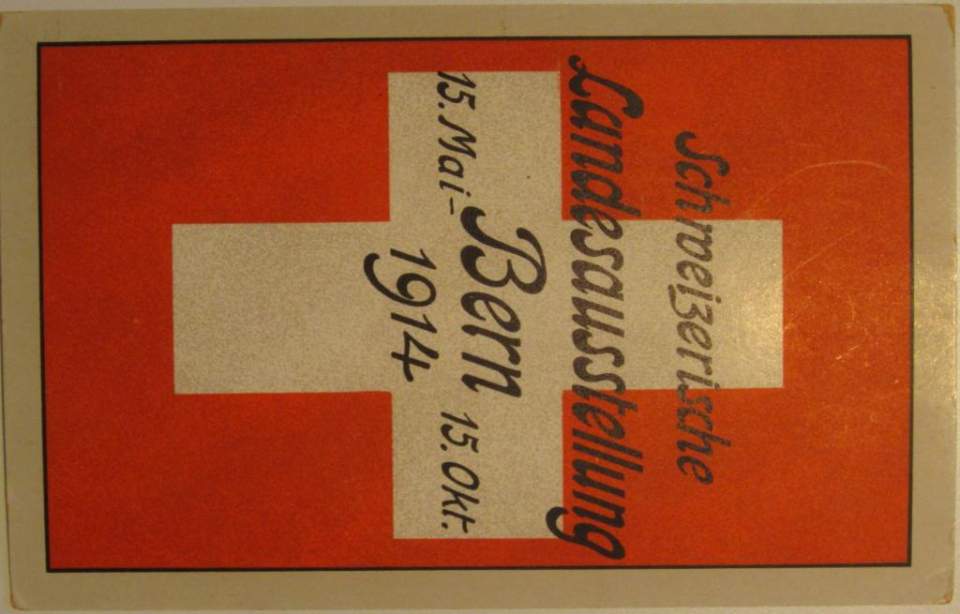 Schweizerische
Landesausstellung
15. Mai – Bern 15. Okt.
1914